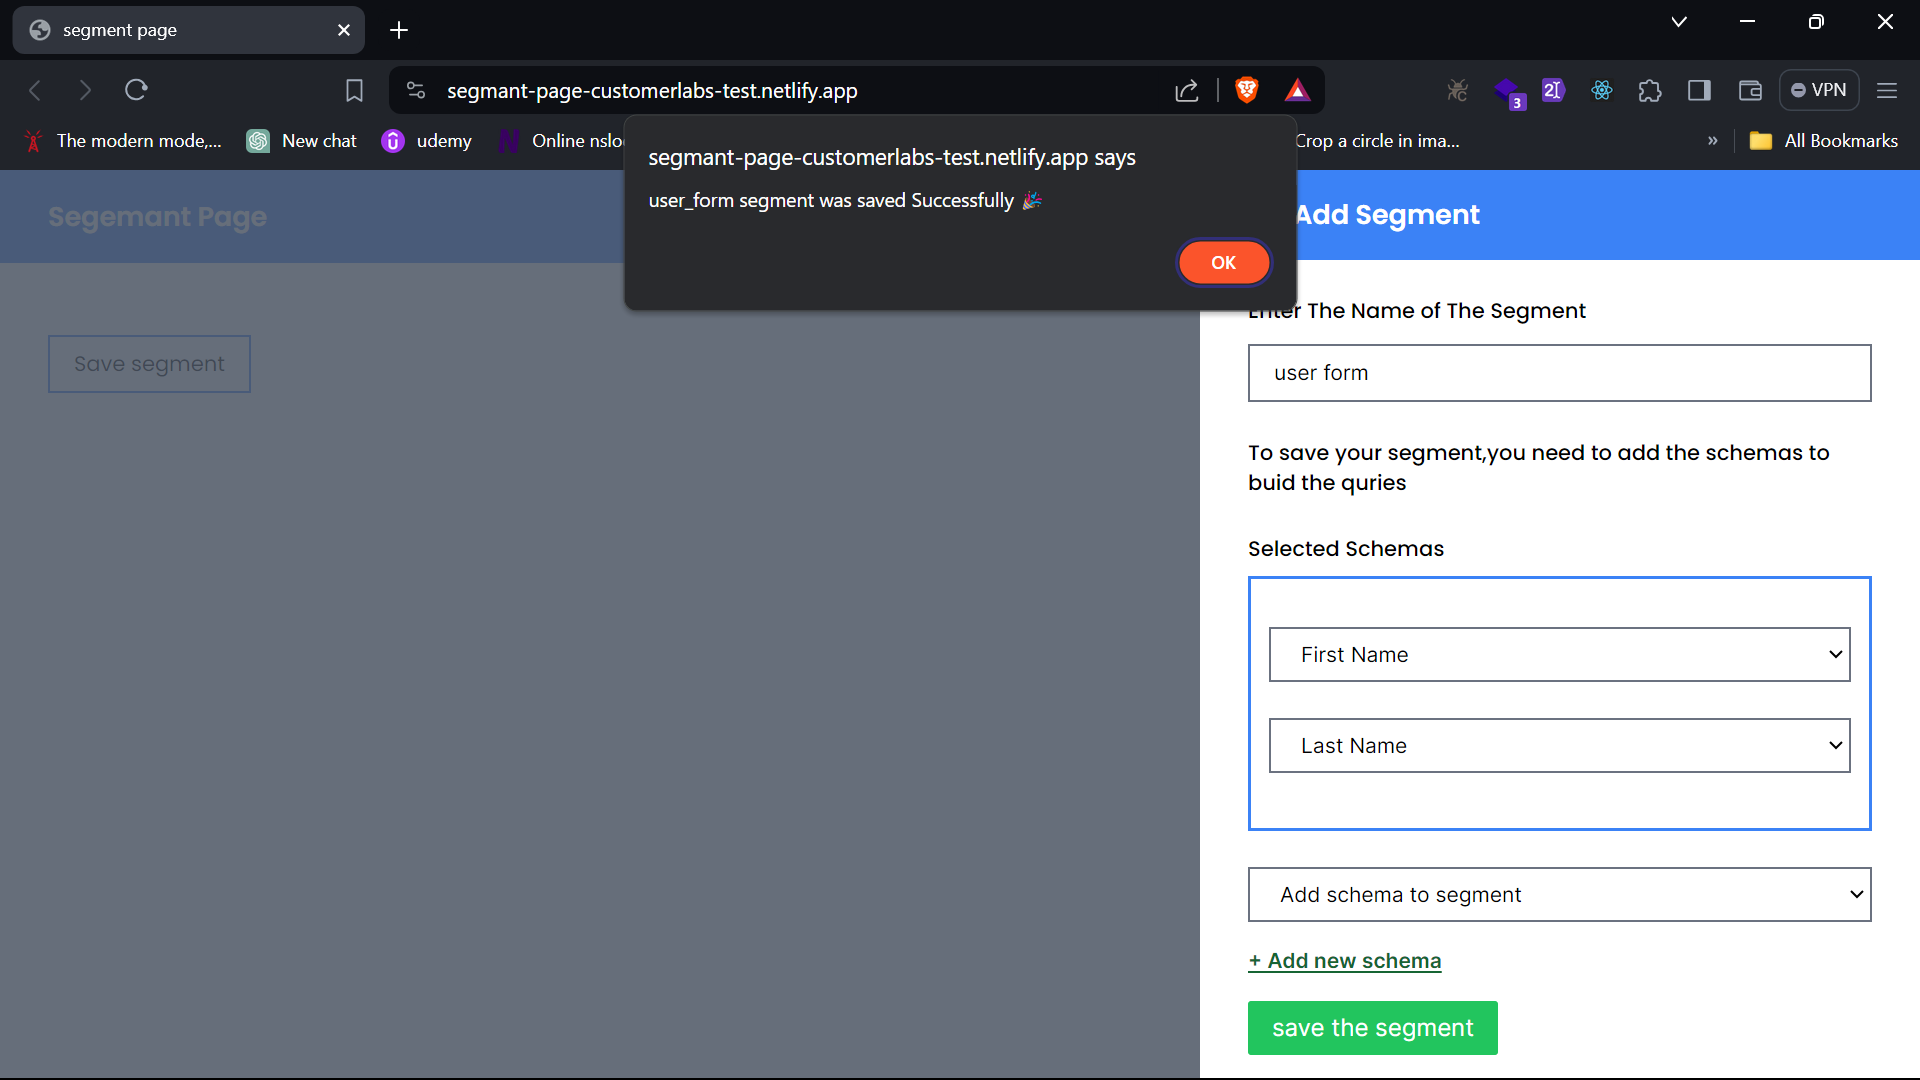 segment page
segmant-page-customerlabs-test.netlify.app
3
2
VPN
The modern mode,...
New chat
udemy
Online nslo
Crop a circle in ima...
»
All Bookmarks
segmant-page-customerlabs-test.netlify.app says
user_form segment was saved Successfully 🎉
OK
Segemant Page
Save segment
Add Segment
Enter The Name of The Segment
user form
To save your segment,you need to add the schemas to
buid the quries
Selected Schemas
First Name
Last Name
Add schema to segment
+ Add new schema
save the segment